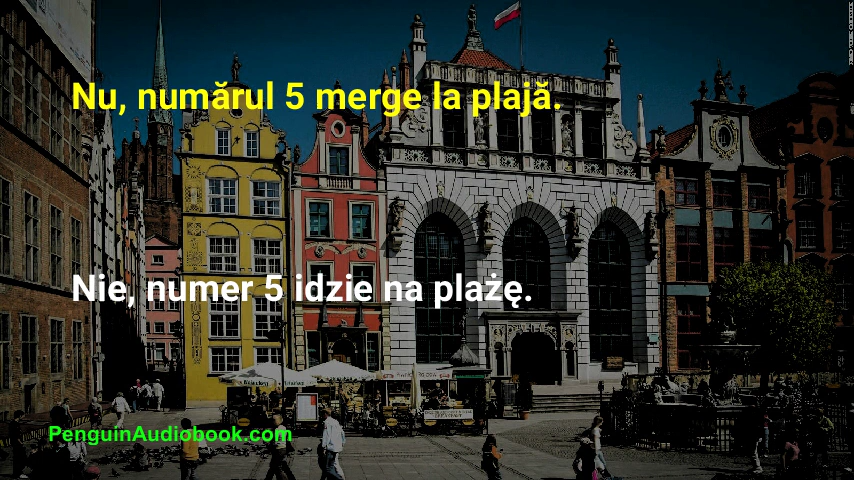 Nu, numărul 5 merge la plajă.
Nie, numer 5 idzie na plażę.
PenguinAudiobook.com